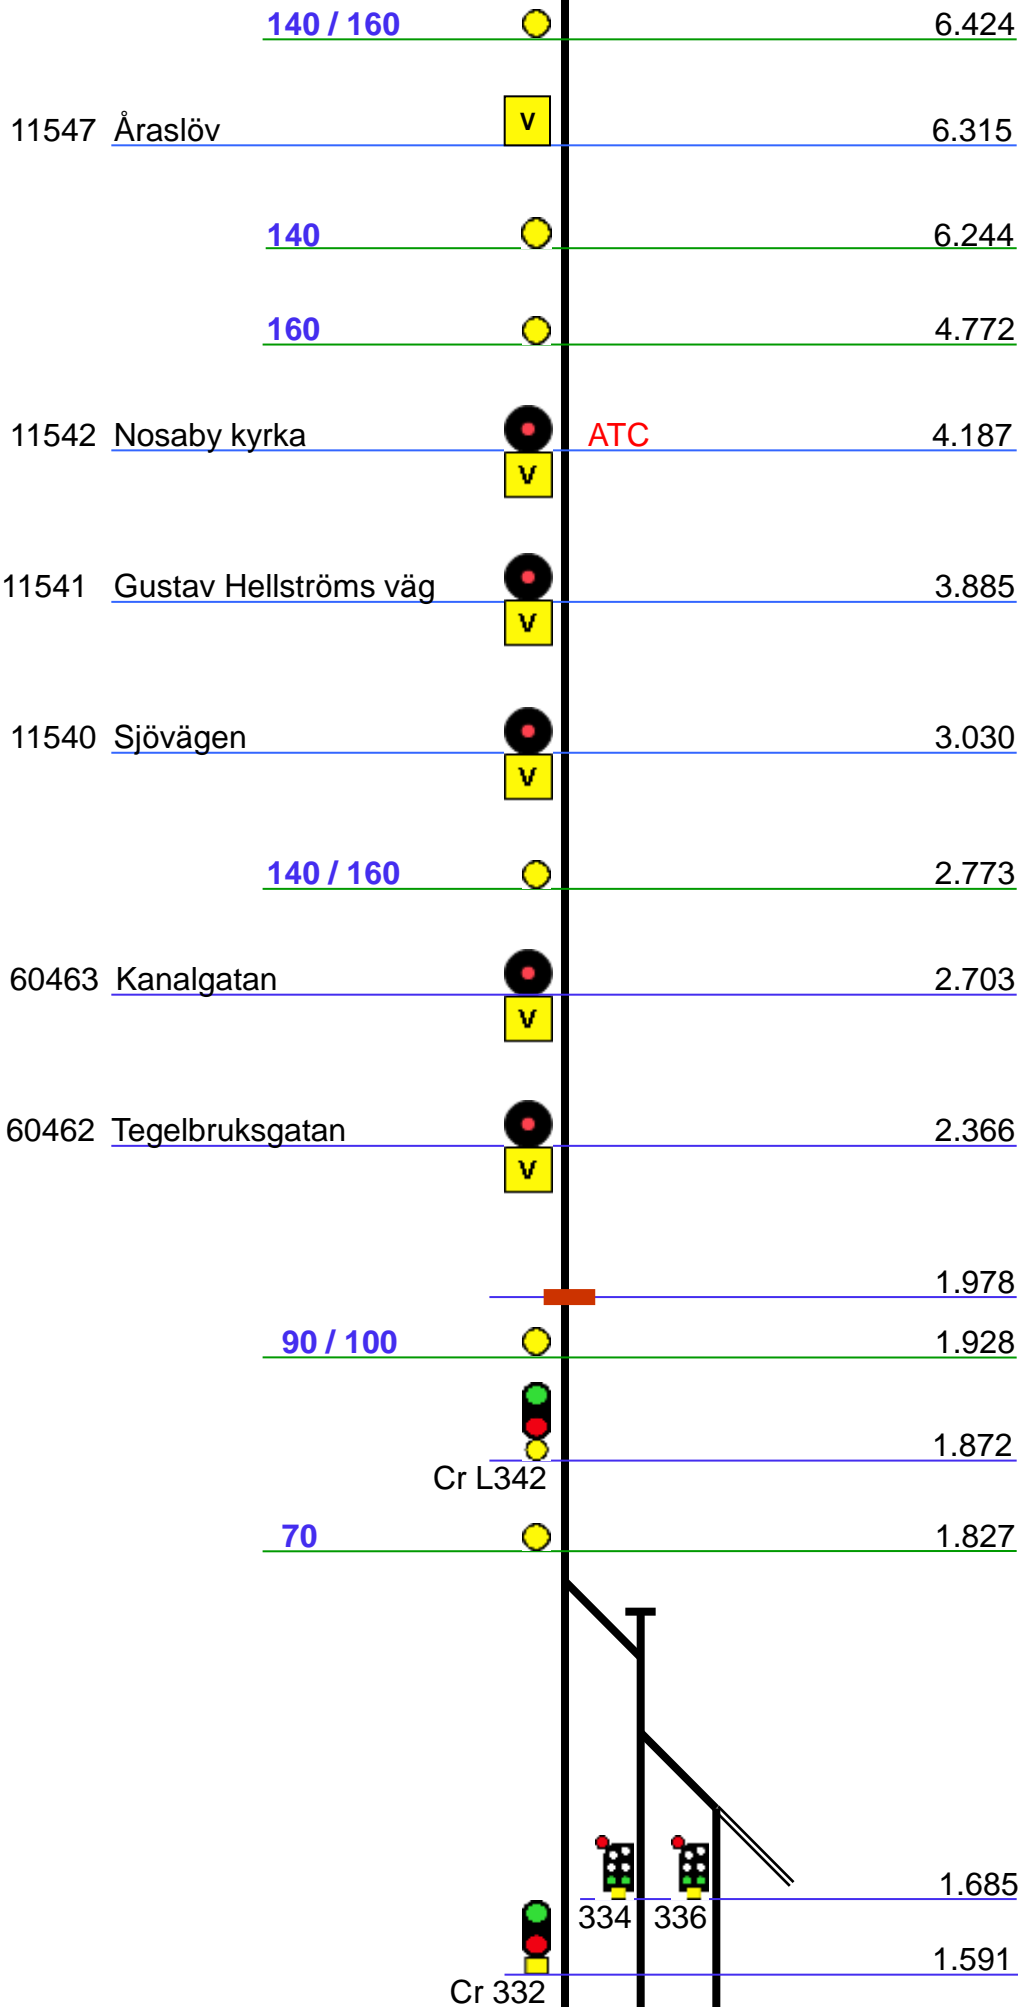 140 / 160 6.424
11547 Åraslöv V 6.315
140 6.244
160 4.772
11542 Nosaby kyrka ATC 4.187
V
11541 Gustav Hellströms väg 3.885
V
11540 Sjövägen 3.030
V
140 / 160 2.773
60463 Kanalgatan 2.703
V
60462 Tegelbruksgatan 2.366
V
1.978
90 / 100 1.928
1.872
Cr L342
70 1.827
1.685
334 336
1.591
Cr 332